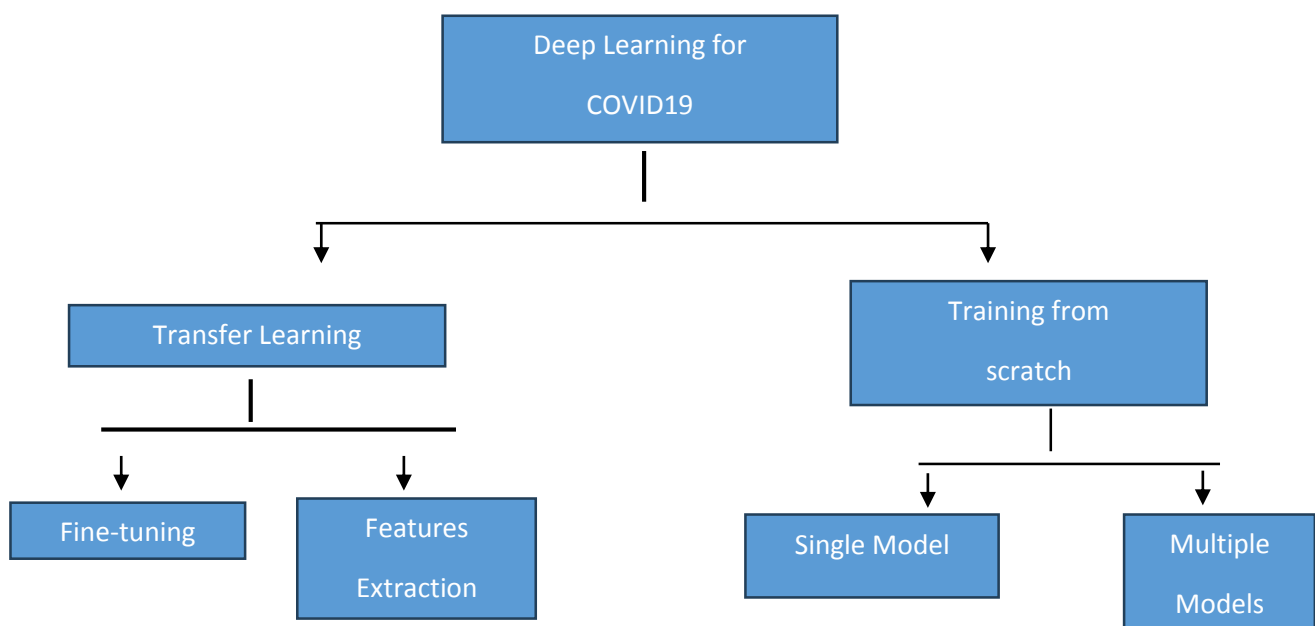 Deep Learning for
COVID19
Transfer Learning
Training from
scratch
Fine-tuning
Features
Extraction
Single Model
Multiple
Models